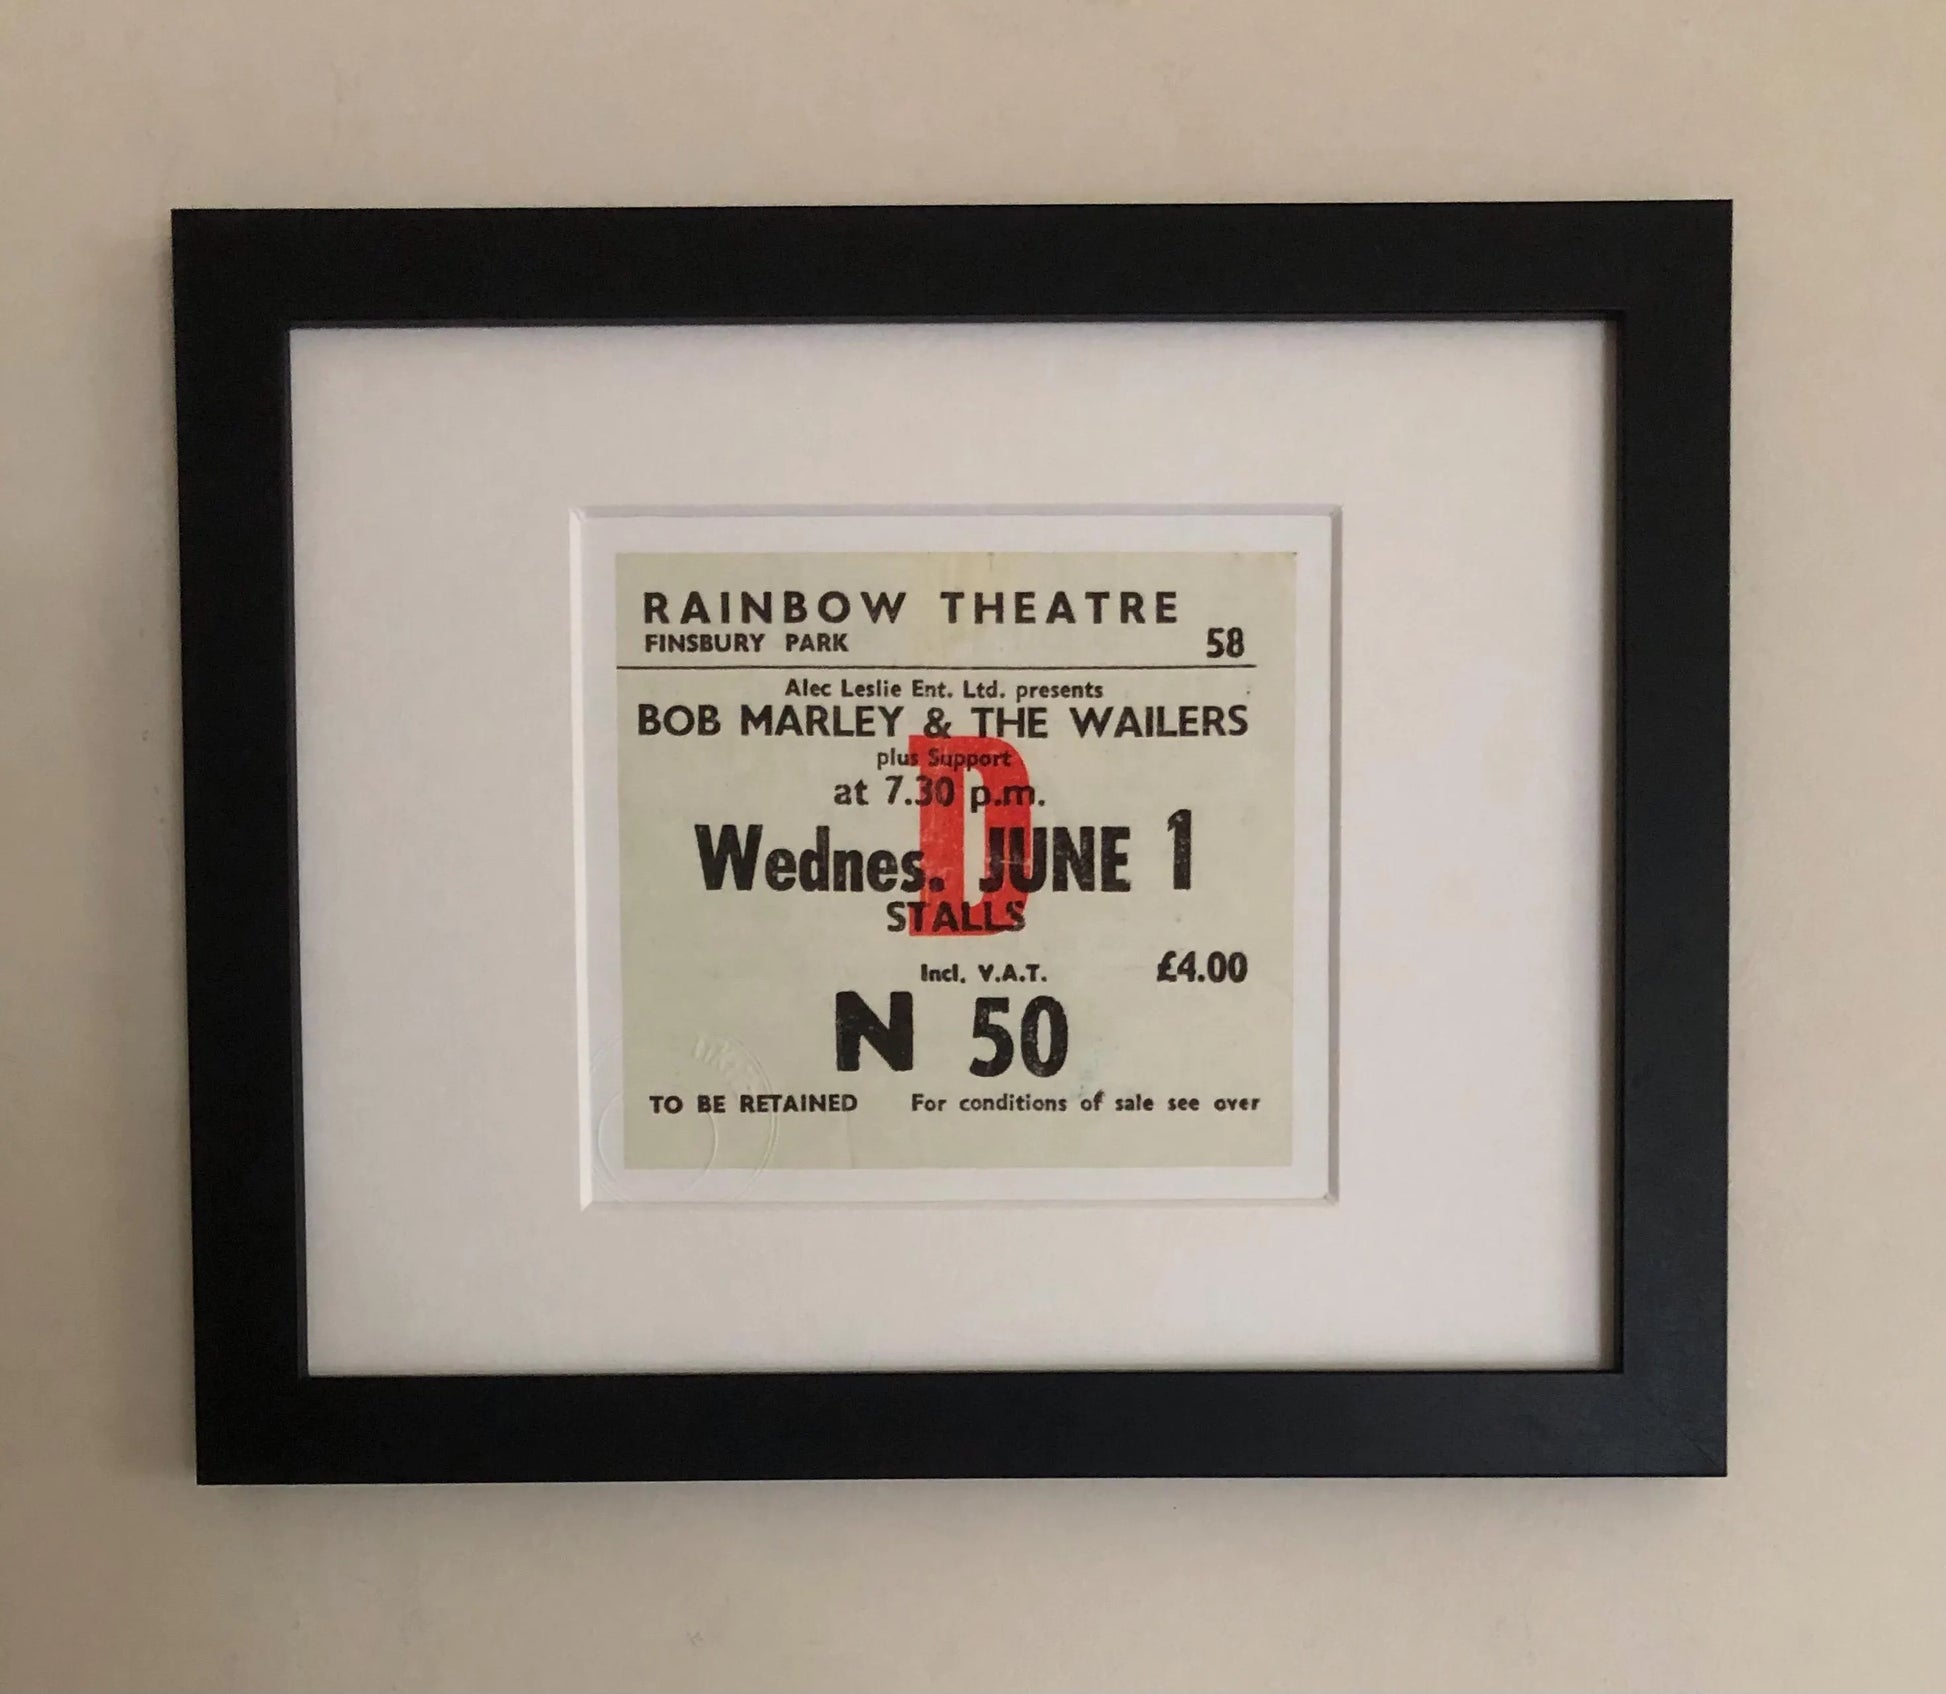 RAINBOW THEATRE
FINSBURY PARK 58
Alec Leslie Ent. Ltd. presents
BOB MARLEY & THE WAILERS
plus Support
at 7.30 p.m.
D
Wednes. JUNE 1
STALLS
Incl. V.A.T. £4.00
N 50
TO BE RETAINED For conditions of sale see over